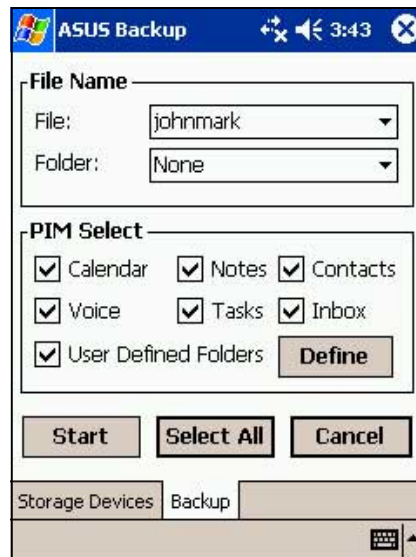 ASUS Backup 3:43
File Name
File: johnmark
Folder: None
PIM Select
Calendar Notes Contacts
Voice Tasks Inbox
User Defined Folders Define
Start Select All Cancel
Storage Devices Backup